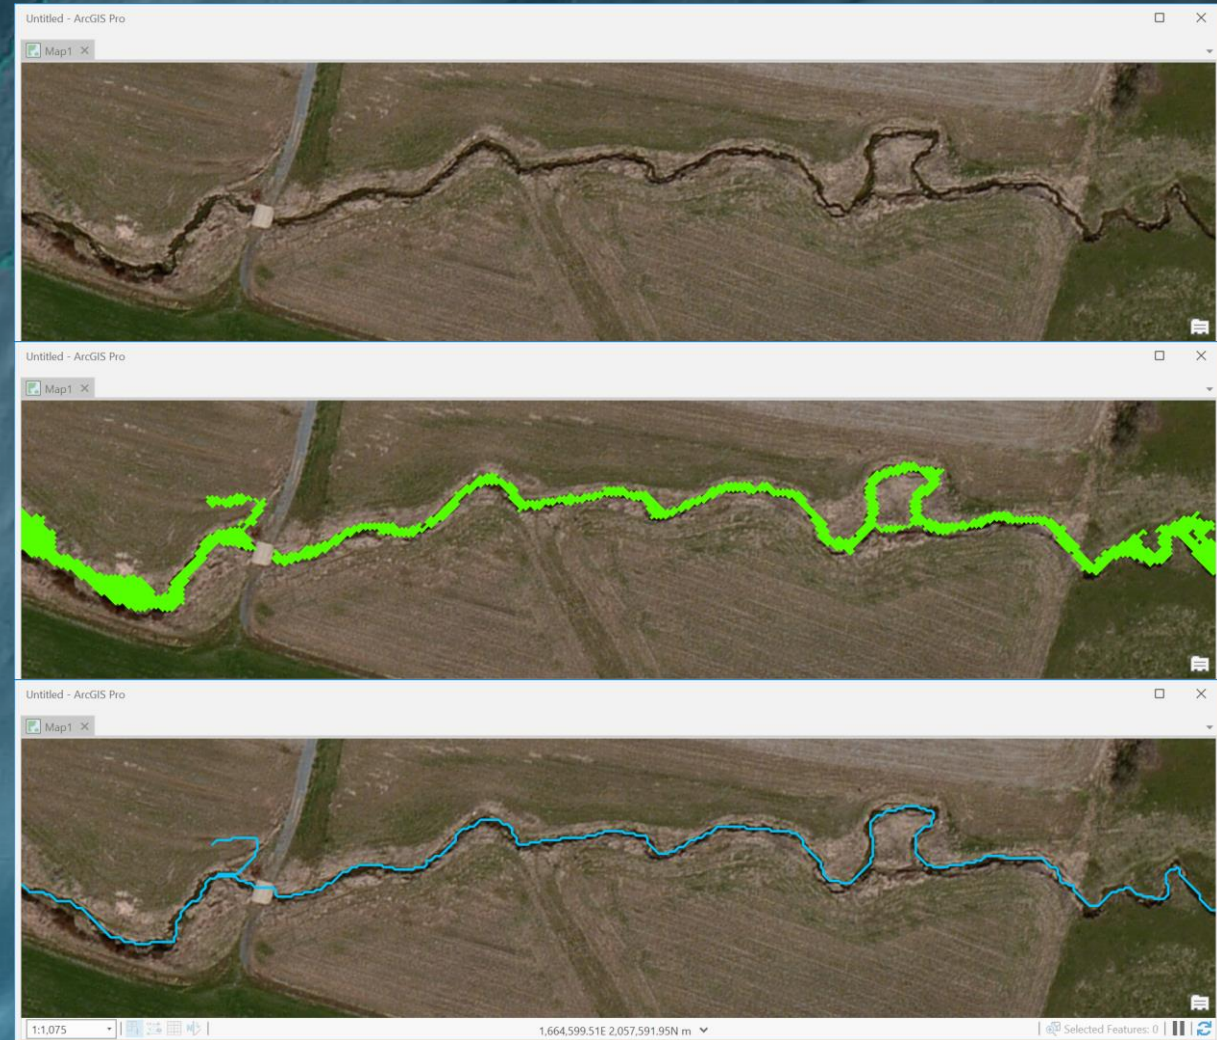 Untitled - ArcGIS Pro
Map1
Untitled - ArcGIS Pro
Map1
Untitled - ArcGIS Pro
Map1
1:1,075 1,664,599.51E 2,057,591.95N m Selected Features: 0